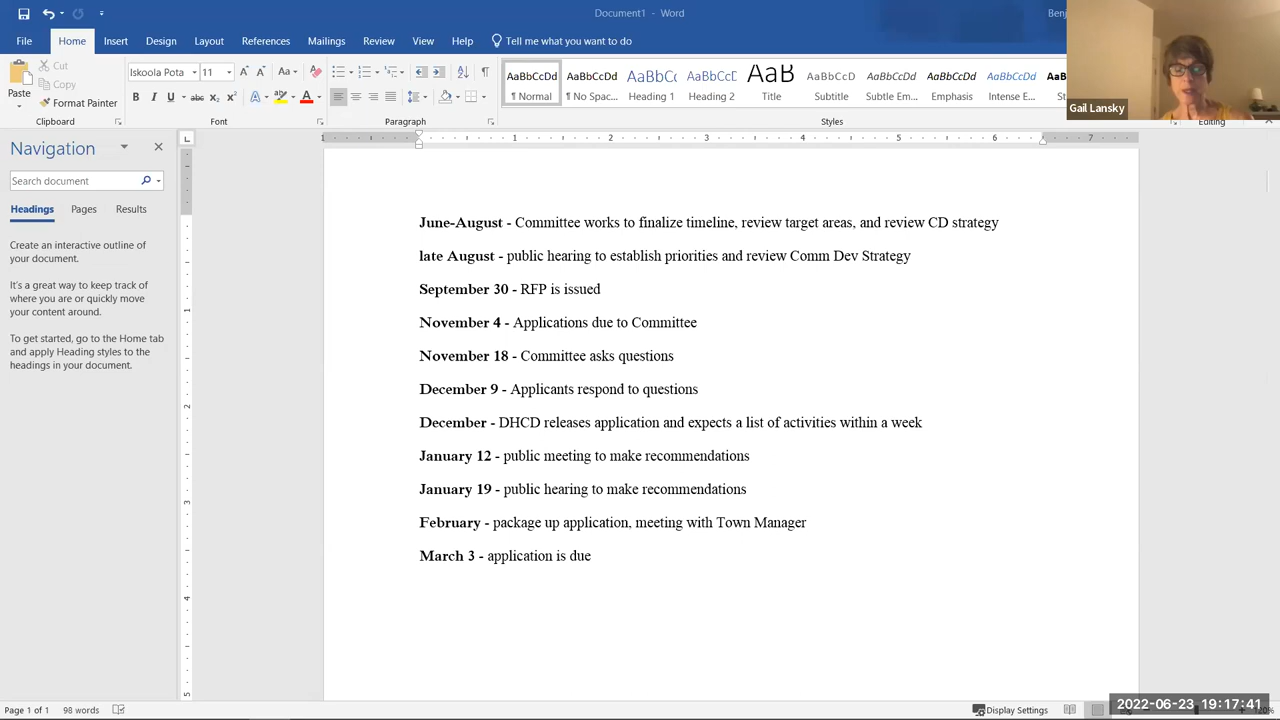 Document1 - Word
Benj
File Home Insert Design Layout References Mailings Review View Help Tell me what you want to do
Cut
Copy
Format Painter
Paste
Iskoola Pota 11
AaBbCcDd AaBbCcDd AaBbCc AaBbCcD AaB AaBbCcD AaBbCcDd AaBbCcDd AaBbCcDd
¶ Normal ¶ No Spac... Heading 1 Heading 2 Title Subtitle Subtle Em... Emphasis Intense E...
Clipboard Font Paragraph Styles Editing
Gail Lansky
Navigation
Search document
Headings Pages Results
Create an interactive outline of
your document.
It's a great way to keep track of
where you are or quickly move
your content around.
To get started, go to the Home tab
and apply Heading styles to the
headings in your document.
June-August - Committee works to finalize timeline, review target areas, and review CD strategy
late August - public hearing to establish priorities and review Comm Dev Strategy
September 30 - RFP is issued
November 4 - Applications due to Committee
November 18 - Committee asks questions
December 9 - Applicants respond to questions
December - DHCD releases application and expects a list of activities within a week
January 12 - public meeting to make recommendations
January 19 - public hearing to make recommendations
February - package up application, meeting with Town Manager
March 3 - application is due
Page 1 of 1 98 words
Display Settings
2022-06-23 19:17:41